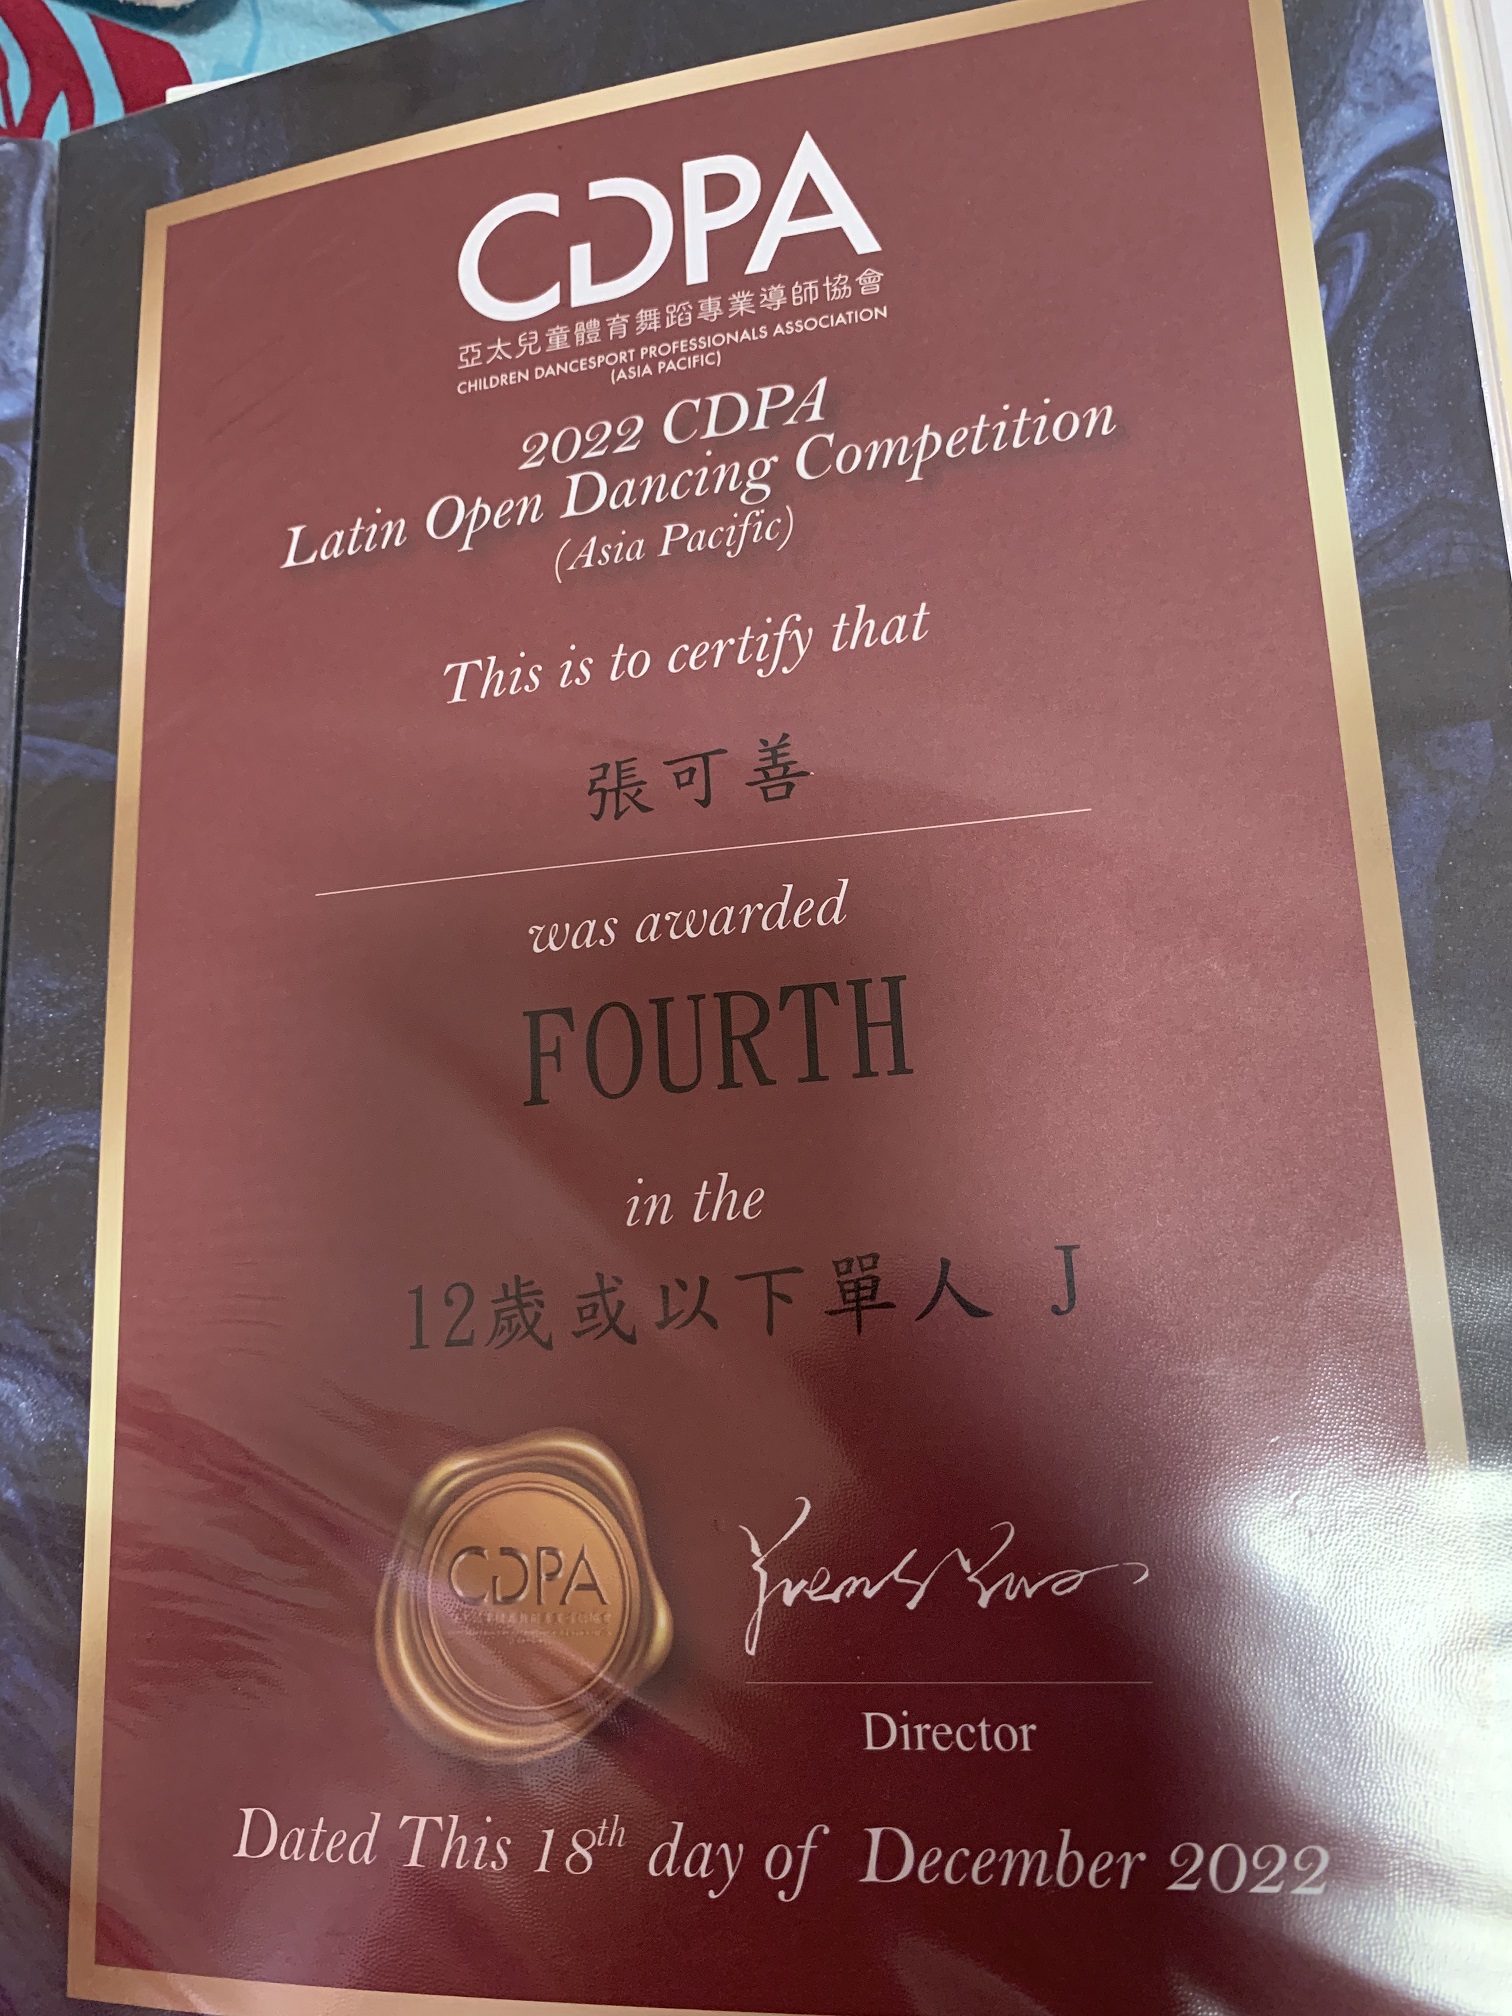 CDPA
亞太兒童體育舞蹈專業導師協會
CHILDREN DANCESPORT PROFESSIONALS ASSOCIATION
(ASIA PACIFIC)
2022 CDPA
Latin Open Dancing Competition
(Asia Pacific)
This is to certify that
張可善
was awarded
FOURTH
in the
12歲或以下單人 J
CDPA
Director
Dated This 18th day of December 2022